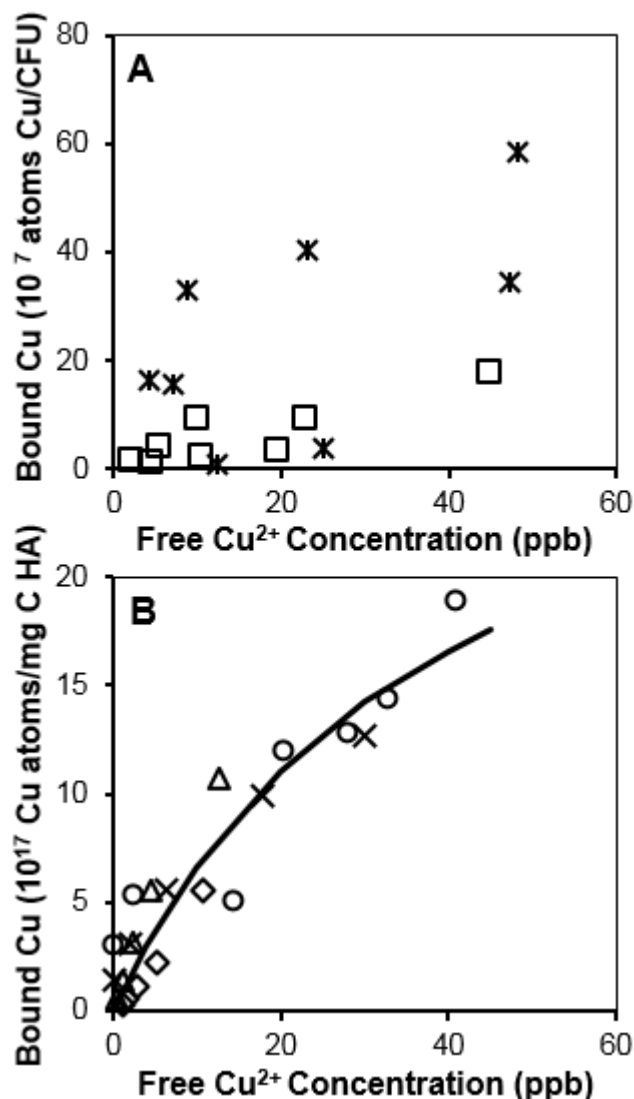 A
Bound Cu (10 ⁷ atoms Cu/CFU)
80
60
40
20
0
0 20 40 60
Free Cu²⁺ Concentration (ppb)
B
Bound Cu (10¹⁷ Cu atoms/mg C HA)
20
15
10
5
0
0 20 40 60
Free Cu²⁺ Concentration (ppb)